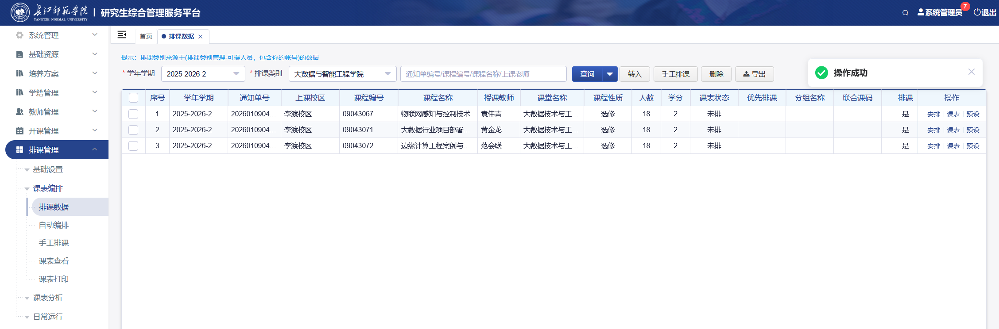 长江师范学院
YANGTZE NORMAL UNIVERSITY
研究生综合管理服务平台
系统管理员
7
退出
系统管理
基础资源
培养方案
学籍管理
教师管理
开课管理
排课管理
基础设置
课表编排
排课数据
自动编排
手工排课
课表查看
课表打印
课表分析
日常运行
首页
排课数据
提示：排课类别来源于(排课类别管理-可操人员，包含你的帐号)的数据
* 学年学期 2025-2026-2 * 排课类别 大数据与智能工程学院 通知单编号/课程编号/课程名称/上课老师 查询 转入 手工排课 删除 导出
操作成功
序号 学年学期 通知单号 上课校区 课程编号 课程名称 授课教师 课堂名称 课程性质 人数 学分 课表状态 优先排课 分组名称 联合课码 排课 操作
1 2025-2026-2 2026010904... 李渡校区 09043067 物联网感知与控制技术 袁伟青 大数据技术与工... 选修 18 2 未排 是 安排 课表 预设
2 2025-2026-2 2026010904... 李渡校区 09043071 大数据行业项目部署... 黄金龙 大数据技术与工... 选修 18 2 未排 是 安排 课表 预设
3 2025-2026-2 2026010904... 李渡校区 09043072 边缘计算工程案例与... 范会联 大数据技术与工... 选修 18 2 未排 是 安排 课表 预设